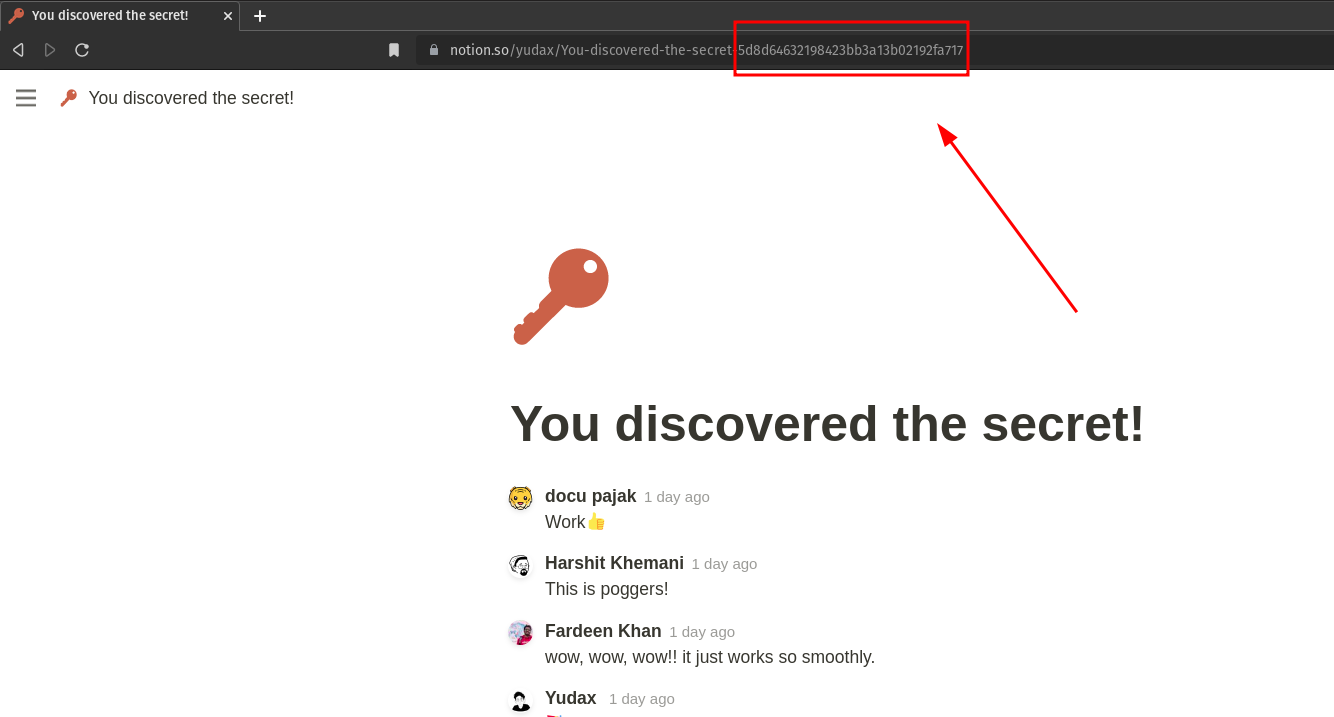 You discovered the secret!
notion.so/yudax/You-discovered-the-secret-5d8d64632198423bb3a13b02192fa717
You discovered the secret!
You discovered the secret!
docu pajak 1 day ago
Work👍
Harshit Khemani 1 day ago
This is poggers!
Fardeen Khan 1 day ago
wow, wow, wow!! it just works so smoothly.
Yudax 1 day ago